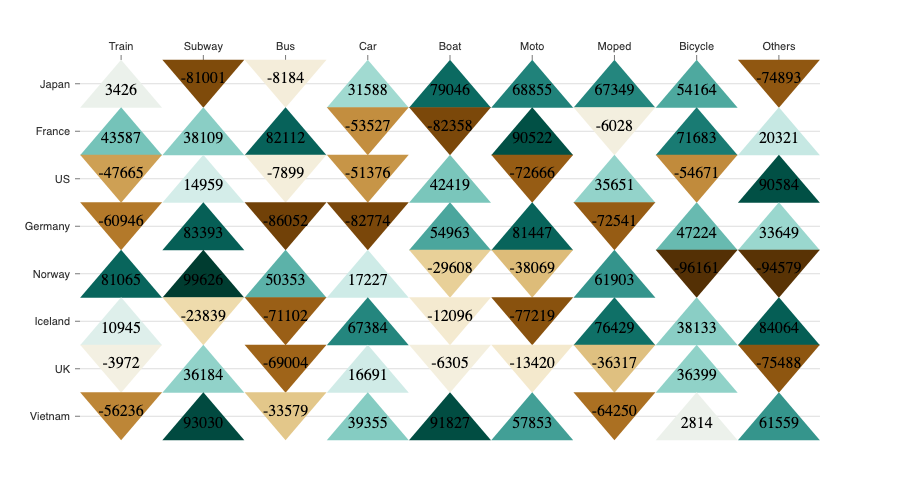 Train Subway Bus Car Boat Moto Moped Bicycle Others
Japan 3426 -81001 -8184 31588 79046 68855 67349 54164 -74893
France 43587 38109 82112 -53527 -82358 90522 -6028 71683 20321
US -47665 14959 -7899 -51376 42419 -72666 35651 -54671 90584
Germany -60946 83393 -86052 -82774 54963 81447 -72541 47224 33649
Norway 81065 99626 50353 17227 -29608 -38069 61903 -96161 -94579
Iceland 10945 -23839 -71102 67384 -12096 -77219 76429 38133 84064
UK -3972 36184 -69004 16691 -6305 -13420 -36317 36399 -75488
Vietnam -56236 93030 -33579 39355 91827 57853 -64250 2814 61559